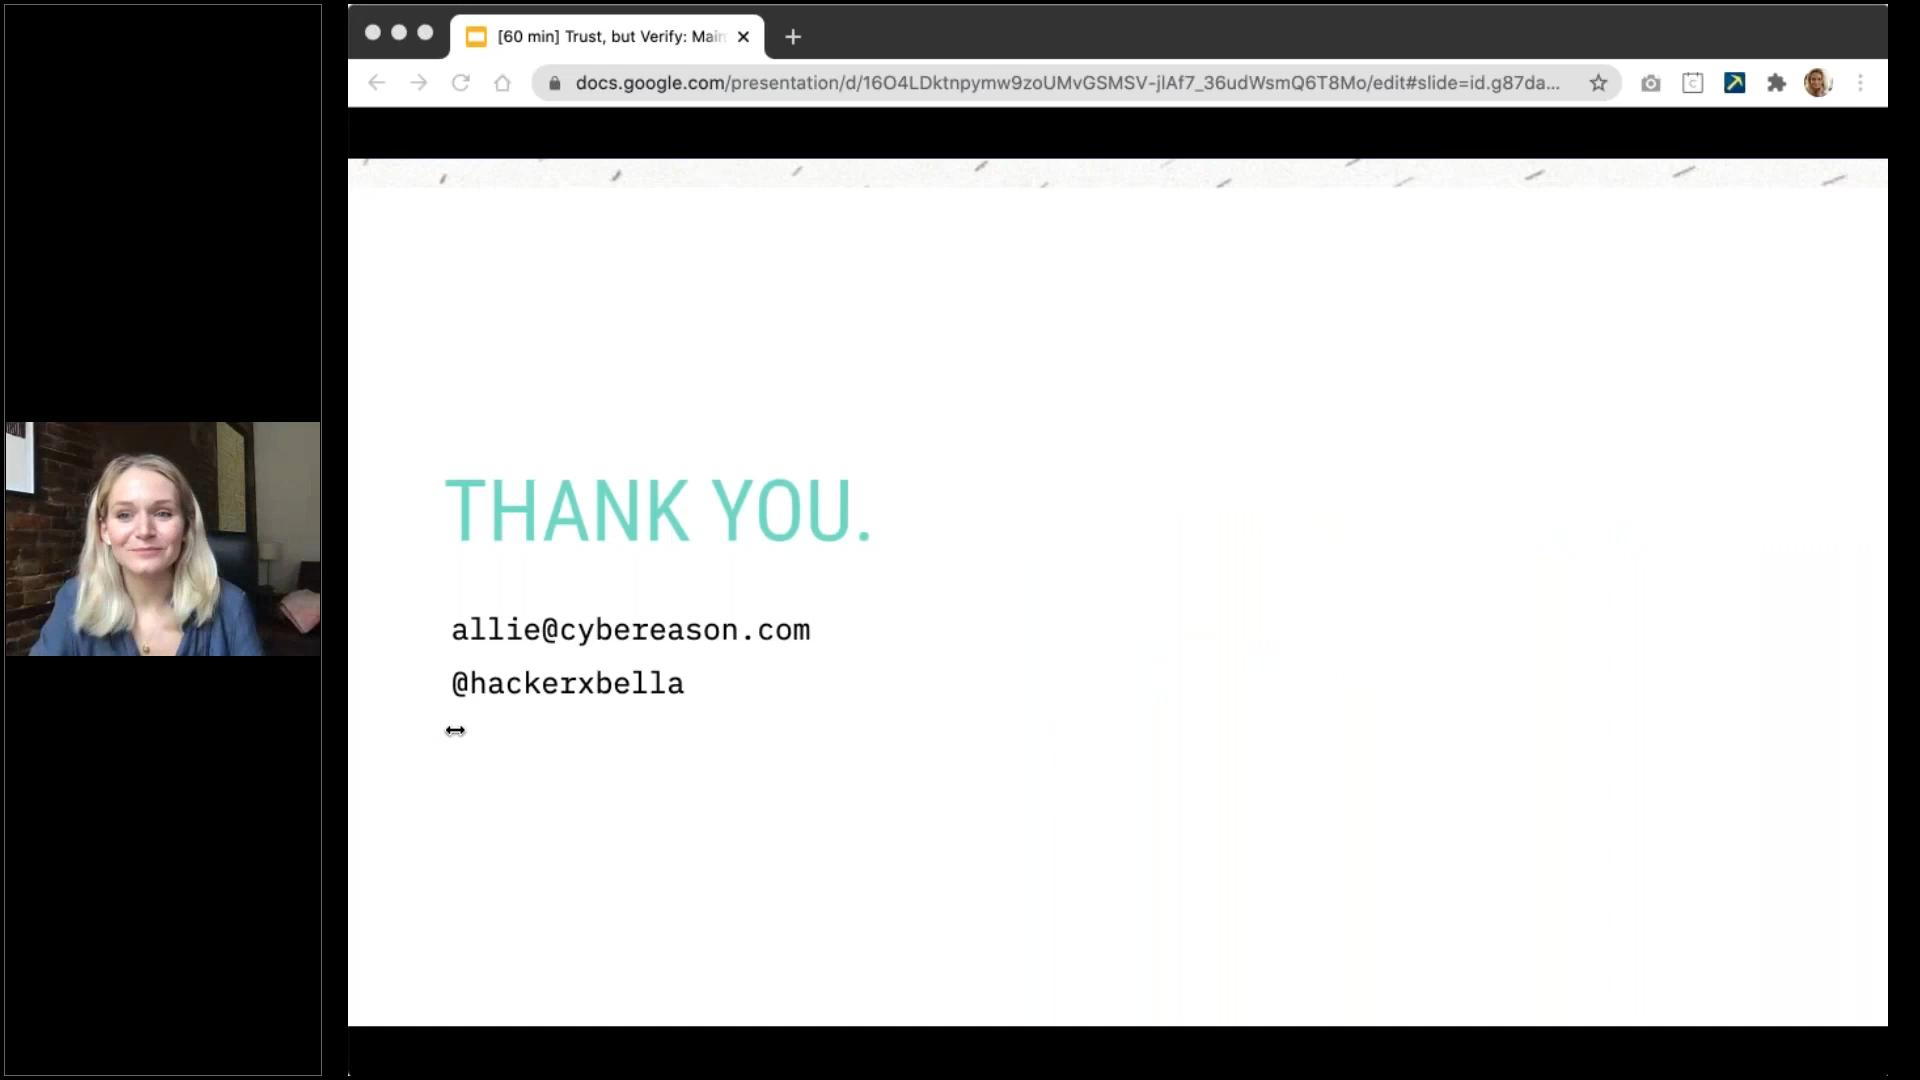 [60 min] Trust, but Verify: Main
docs.google.com/presentation/d/16O4LDktnpymw9zoUMvGSMSV-jlAf7_36udWsmQ6T8Mo/edit#slide=id.g87da...
THANK YOU.
allie@cybereason.com
@hackerxbella